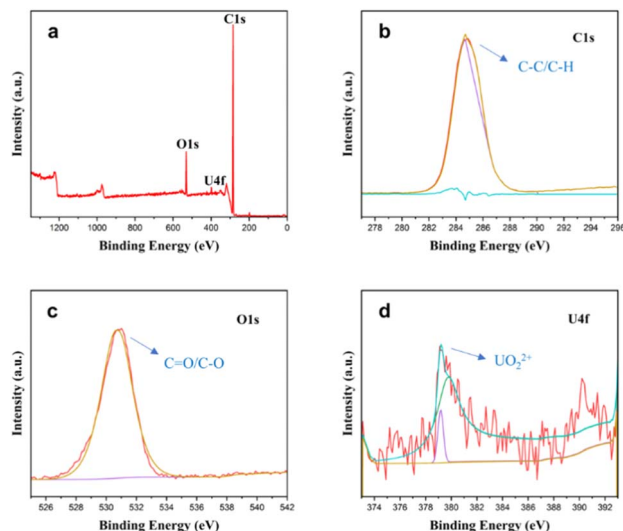 a
C1s
O1s
U4f
Intensity (a.u.)
1200 1000 800 600 400 200 0
Binding Energy (eV)
b
C1s
C-C/C-H
Intensity (a.u.)
278 280 282 284 286 288 290 292 294 296
Binding Energy (eV)
c
O1s
C=O/C-O
Intensity (a.u.)
526 528 530 532 534 536 538 540 542
Binding Energy (eV)
d
U4f
UO₂²⁺
Intensity (a.u.)
374 376 378 380 382 384 386 388 390 392
Binding Energy (eV)